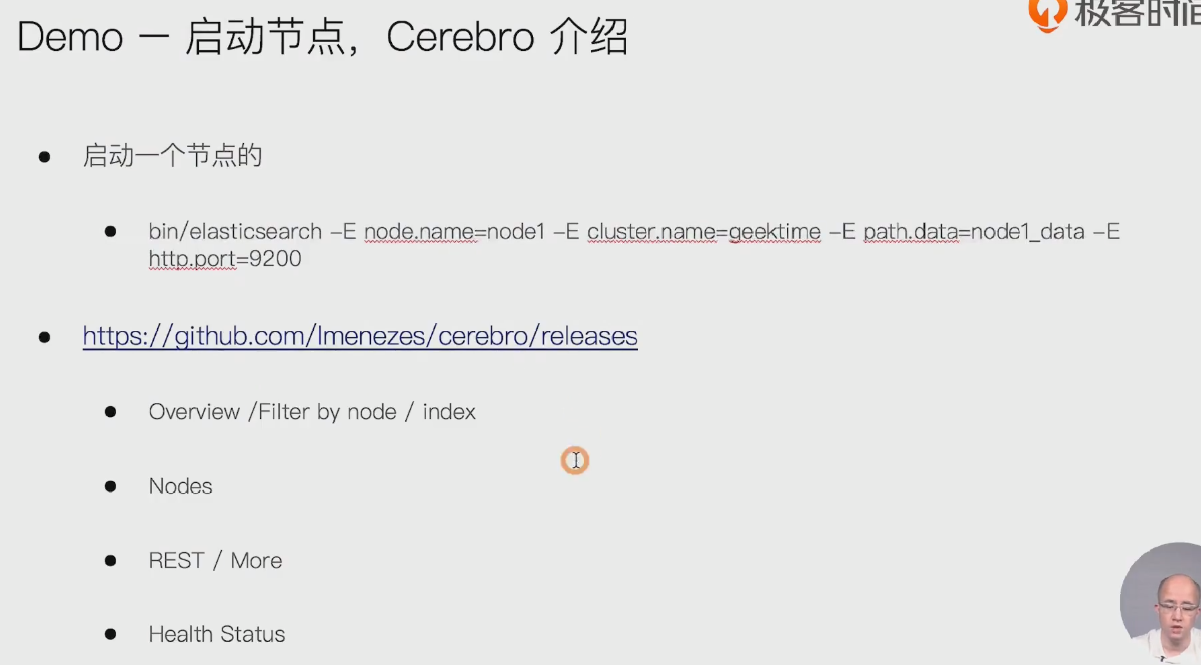 Demo – 启动节点，Cerebro 介绍
极客时间
启动一个节点的
bin/elasticsearch –E node.name=node1 –E cluster.name=geektime –E path.data=node1_data –E
http.port=9200
https://github.com/lmenezes/cerebro/releases
Overview /Filter by node / index
Nodes
REST / More
Health Status